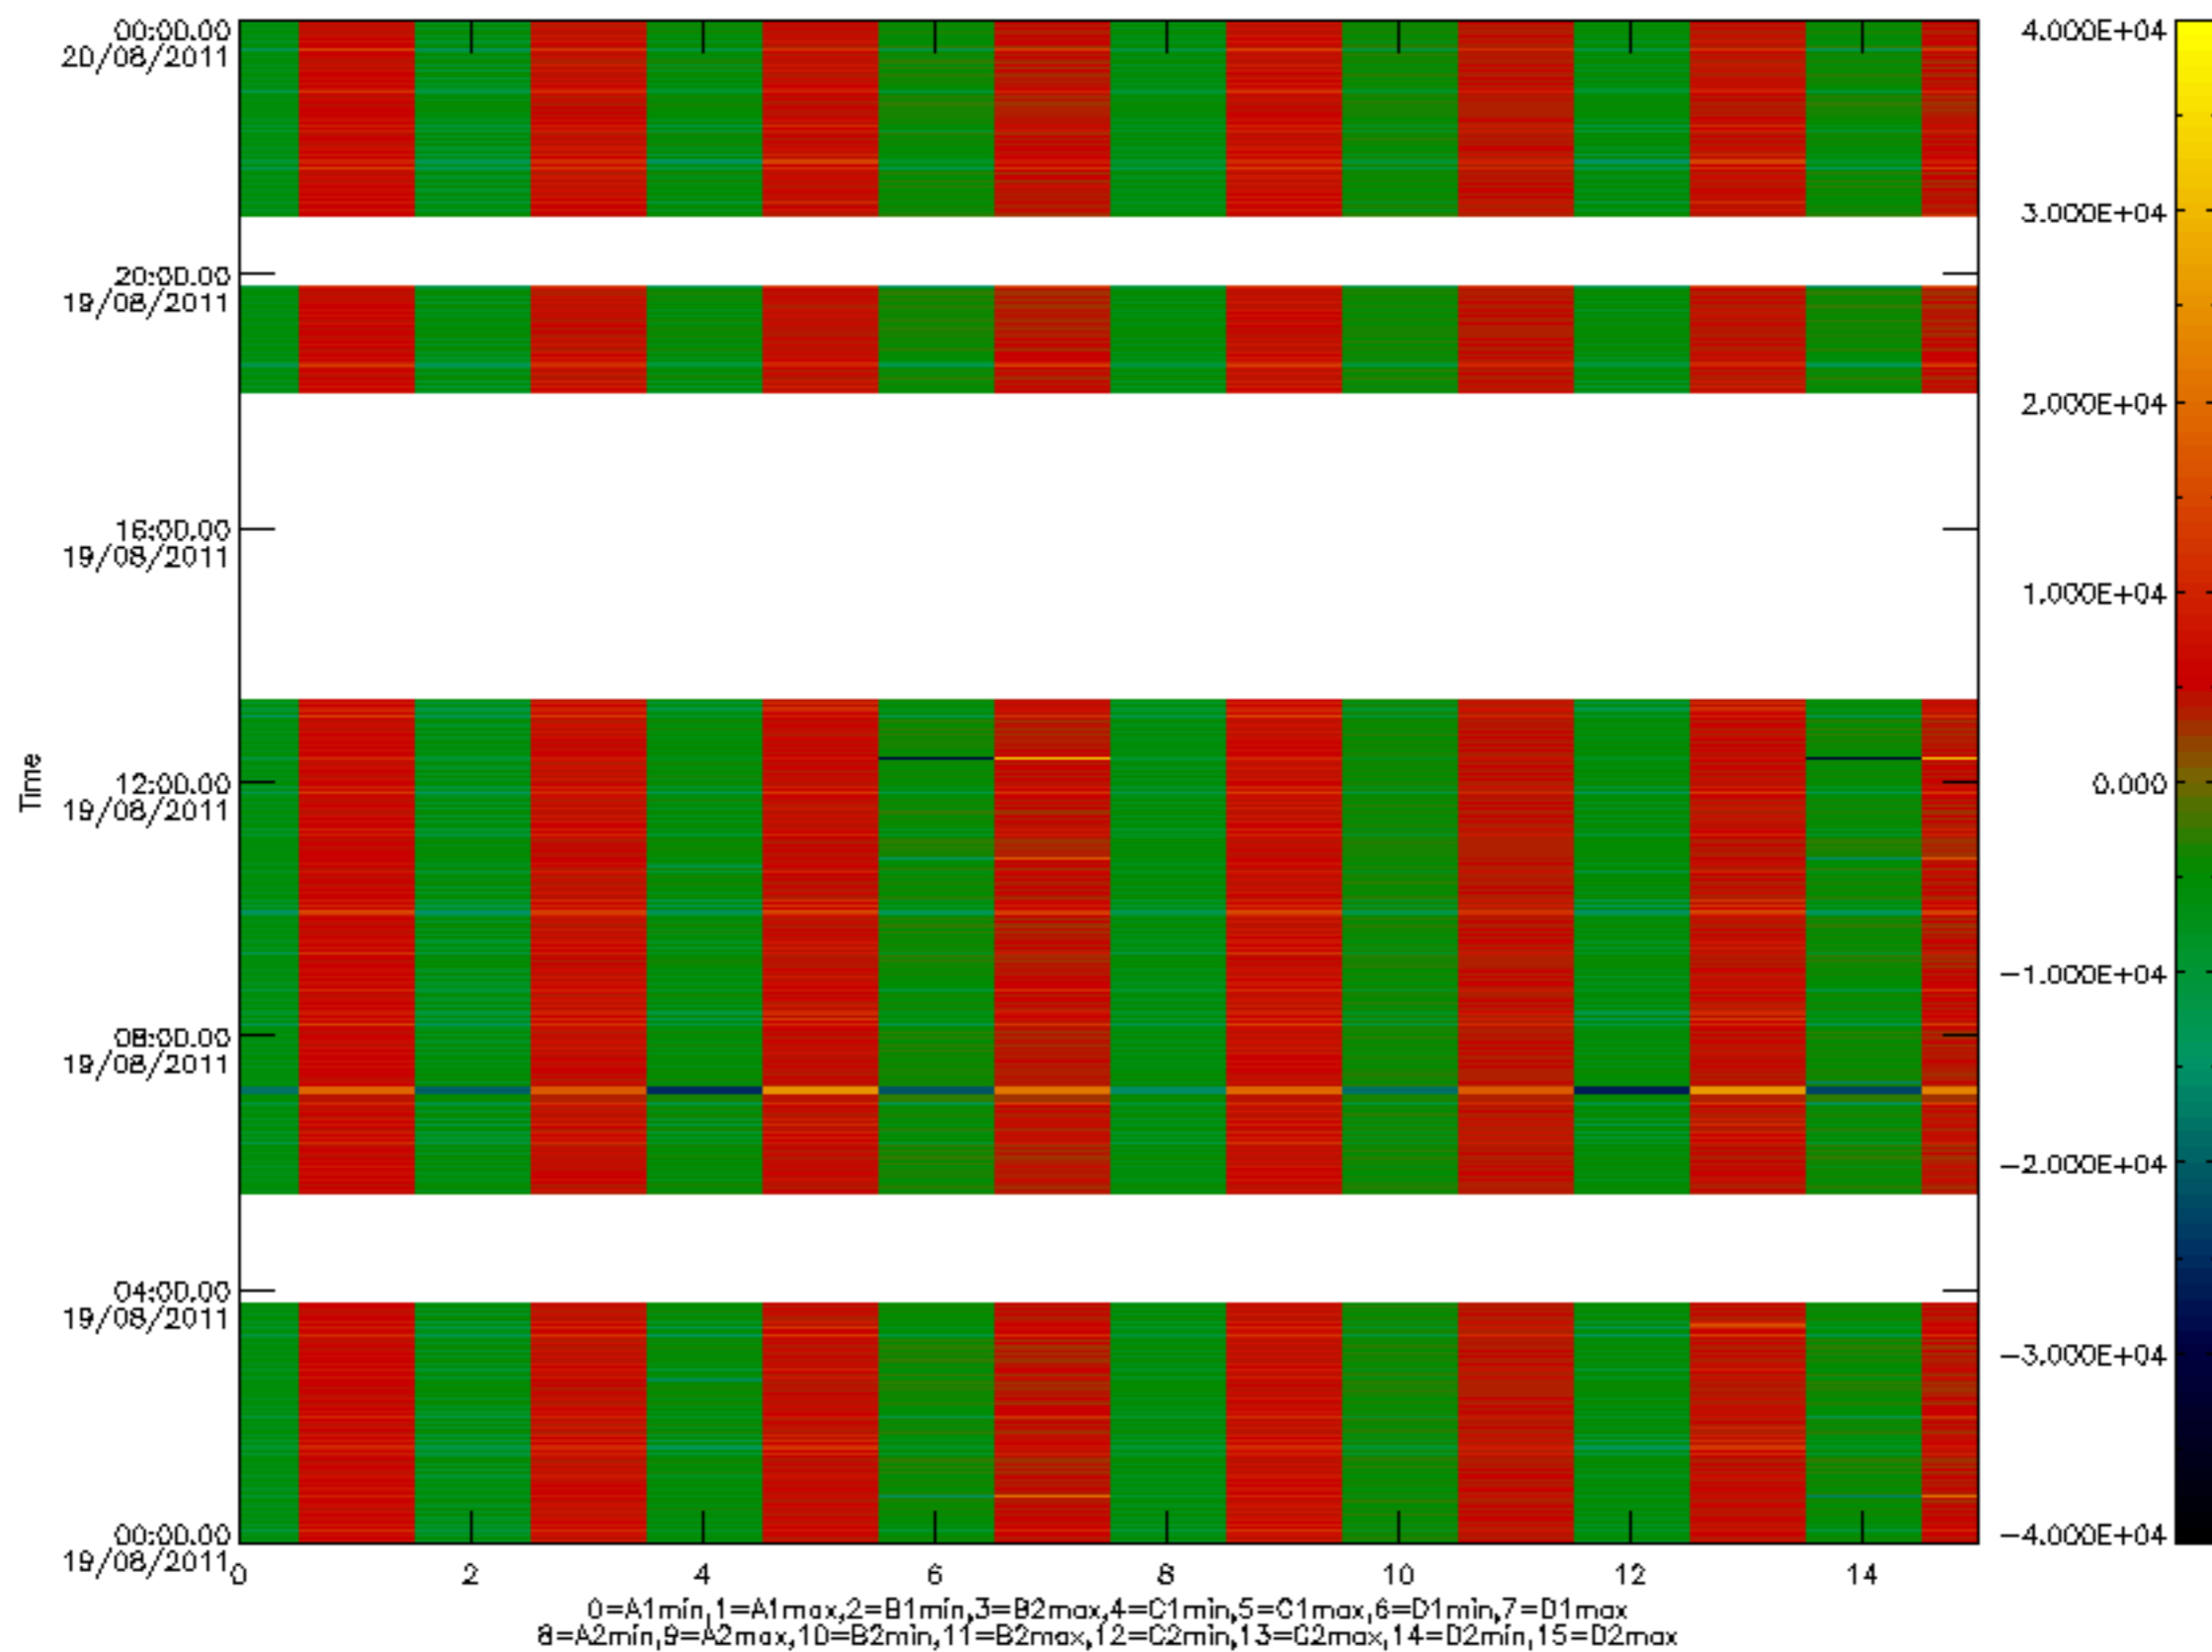 00:00.00
20/08/2011
20:00.00
19/08/2011
16:00.00
19/08/2011
12:00.00
19/08/2011
08:00.00
19/08/2011
04:00.00
19/08/2011
00:00.00
19/08/2011
Time
0 2 4 6 8 10 12 14
0=A1min,1=A1max,2=B1min,3=B2max,4=C1min,5=C1max,6=D1min,7=D1max
8=A2min,9=A2max,10=B2min,11=B2max,12=C2min,13=C2max,14=D2min,15=D2max
4.000E+04
3.000E+04
2.000E+04
1.000E+04
0.000
−1.000E+04
−2.000E+04
−3.000E+04
−4.000E+04